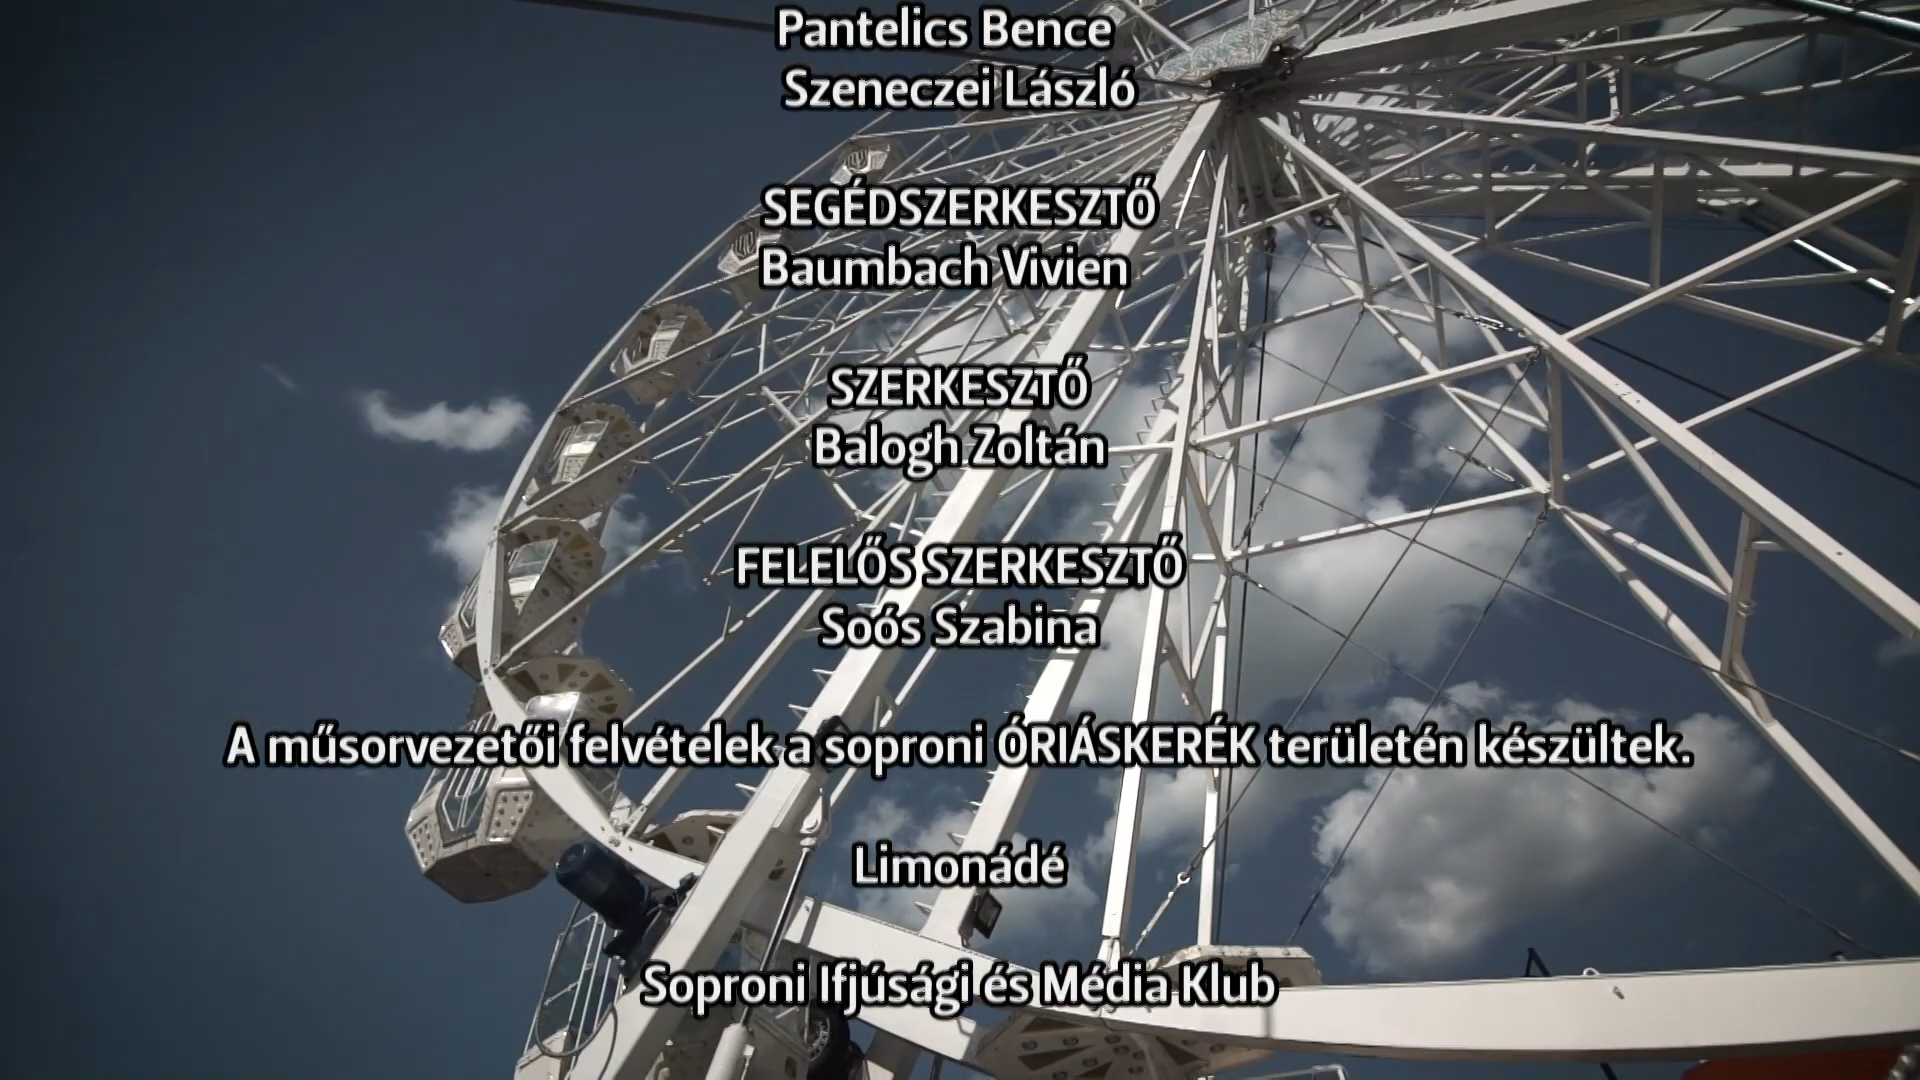 Pantelics Bence
Szeneczei László
SEGÉDSZERKESZTŐ
Baumbach Vivien
SZERKESZTŐ
Balogh Zoltán
FELELŐS SZERKESZTŐ
Soós Szabina
A műsorvezetői felvételek a soproni ÓRIÁSKERÉK területén készültek.
Limonádé
Soproni Ifjúsági és Média Klub